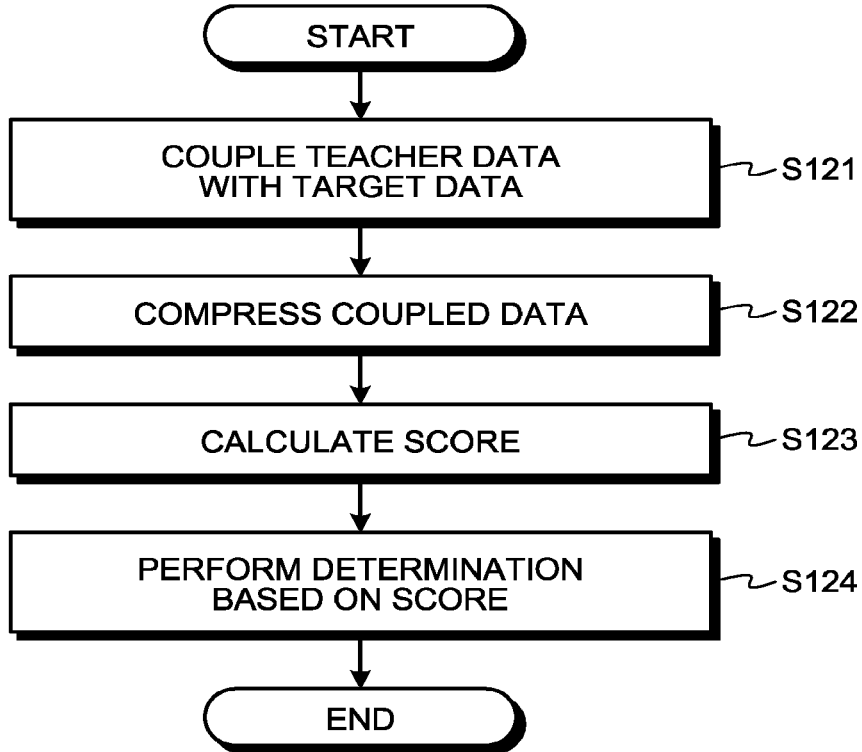 START
COUPLE TEACHER DATA
WITH TARGET DATA
S121
COMPRESS COUPLED DATA
S122
CALCULATE SCORE
S123
PERFORM DETERMINATION
BASED ON SCORE
S124
END